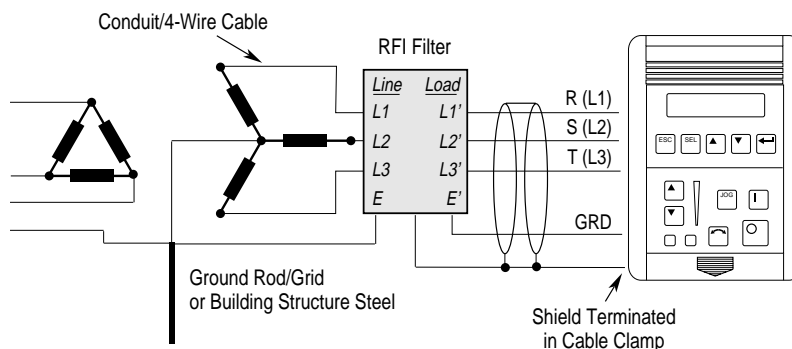 Conduit/4-Wire Cable
RFI Filter
Line Load
L1 L1'
L2 L2'
L3 L3'
E E'
R (L1)
S (L2)
T (L3)
GRD
ESC SEL
JOG
I
O
Ground Rod/Grid
or Building Structure Steel
Shield Terminated
in Cable Clamp